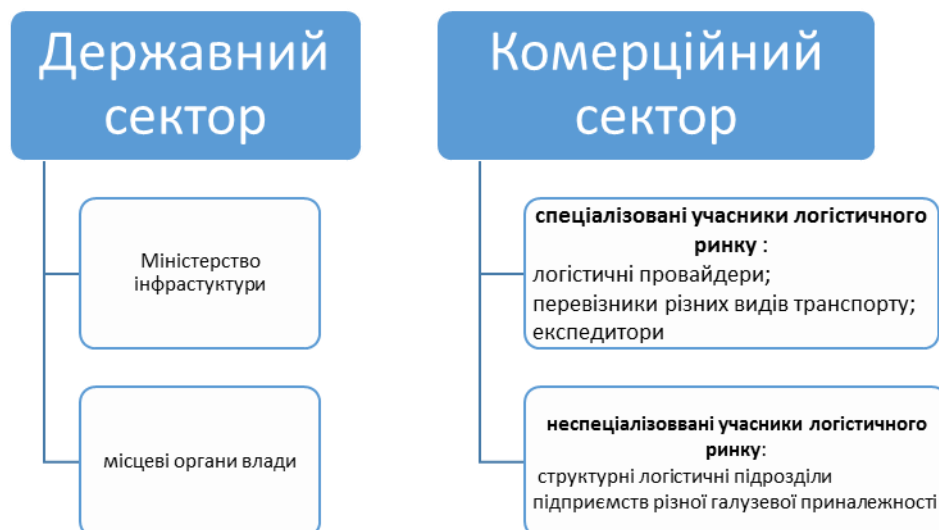 Державний
сектор
Міністерство
інфрастуктури
місцеві органи влади
Комерційний
сектор
спеціалізовані учасники логістичного
ринку :
логістичні провайдери;
перевізники різних видів транспорту;
експедитори
неспеціалізоввані учасники логістичного
ринку:
структурні логістичні підрозділи
підприємств різної галузевої приналежності